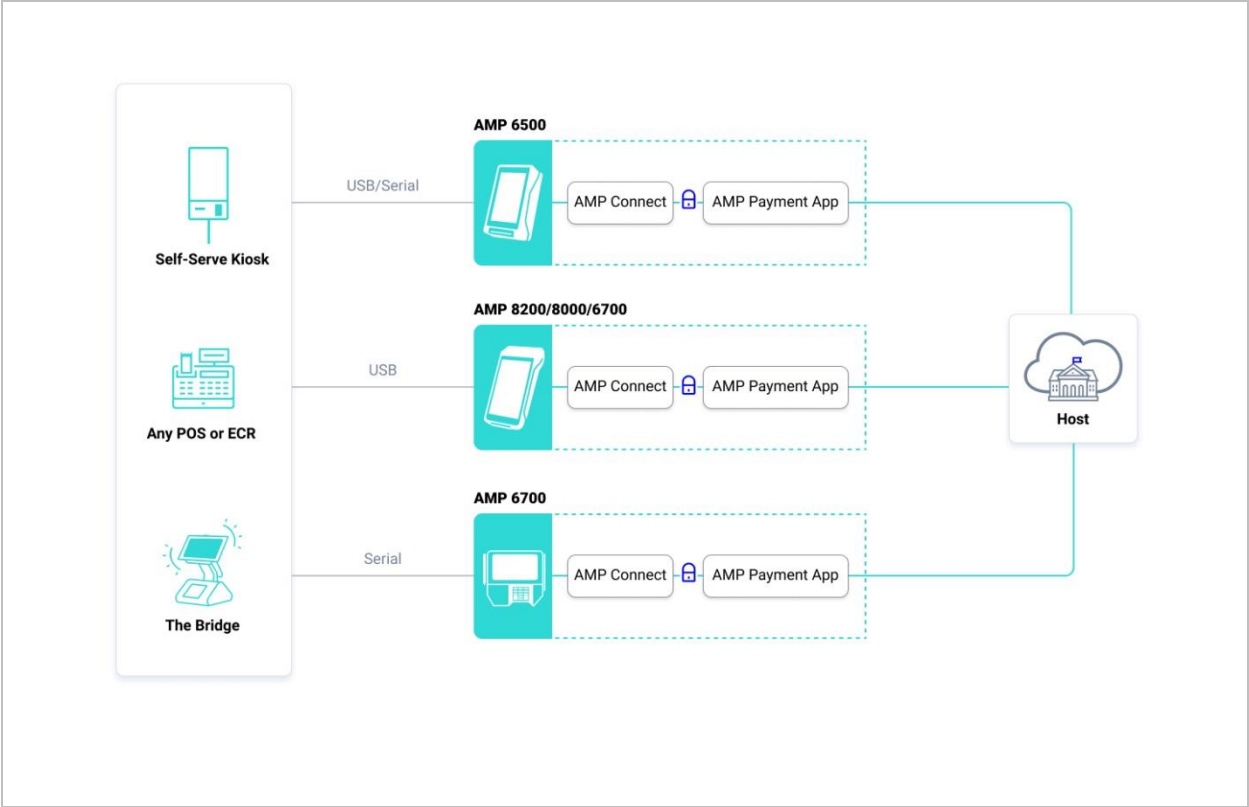 AMP 6500
USB/Serial
AMP Connect
AMP Payment App
Self-Serve Kiosk
AMP 8200/8000/6700
USB
AMP Connect
AMP Payment App
Any POS or ECR
Host
AMP 6700
Serial
AMP Connect
AMP Payment App
The Bridge